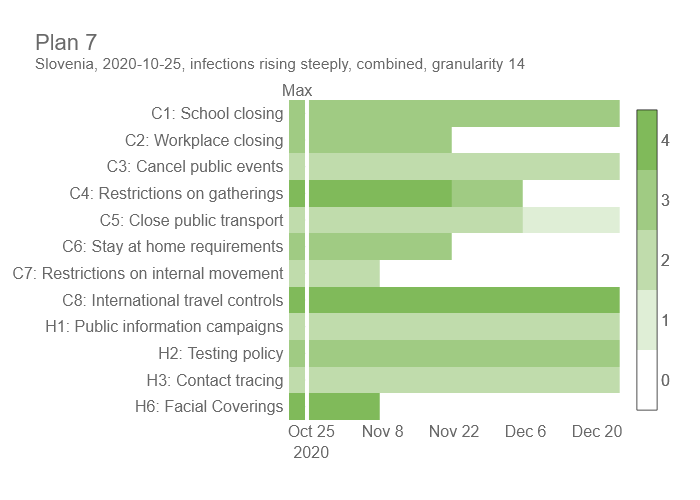 Plan 7
Slovenia, 2020-10-25, infections rising steeply, combined, granularity 14
Max
C1: School closing
C2: Workplace closing
C3: Cancel public events
C4: Restrictions on gatherings
C5: Close public transport
C6: Stay at home requirements
C7: Restrictions on internal movement
C8: International travel controls
H1: Public information campaigns
H2: Testing policy
H3: Contact tracing
H6: Facial Coverings
4
3
2
1
0
Oct 25 Nov 8 Nov 22 Dec 6 Dec 20
2020